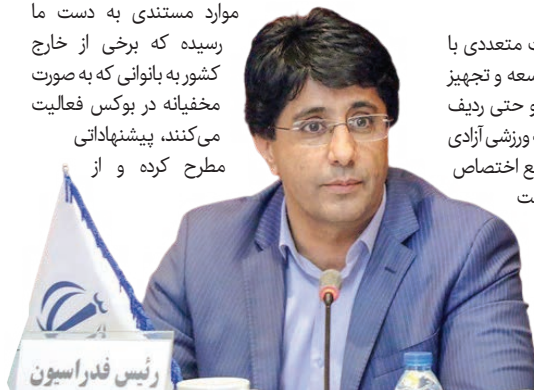 موارد مستندی به دست ما
رسیده که برخی از خارج
کشور به بانوانی که به صورت
مخفیانه در بوکس فعالیت
می‌کنند، پیشنهاداتی
مطرح کرده و از
ت متعددی با
سعه و تجهیز
و حتی ردیف
ورزشی آزادی
ع اختصاص
ت
رئیس فدراسیون